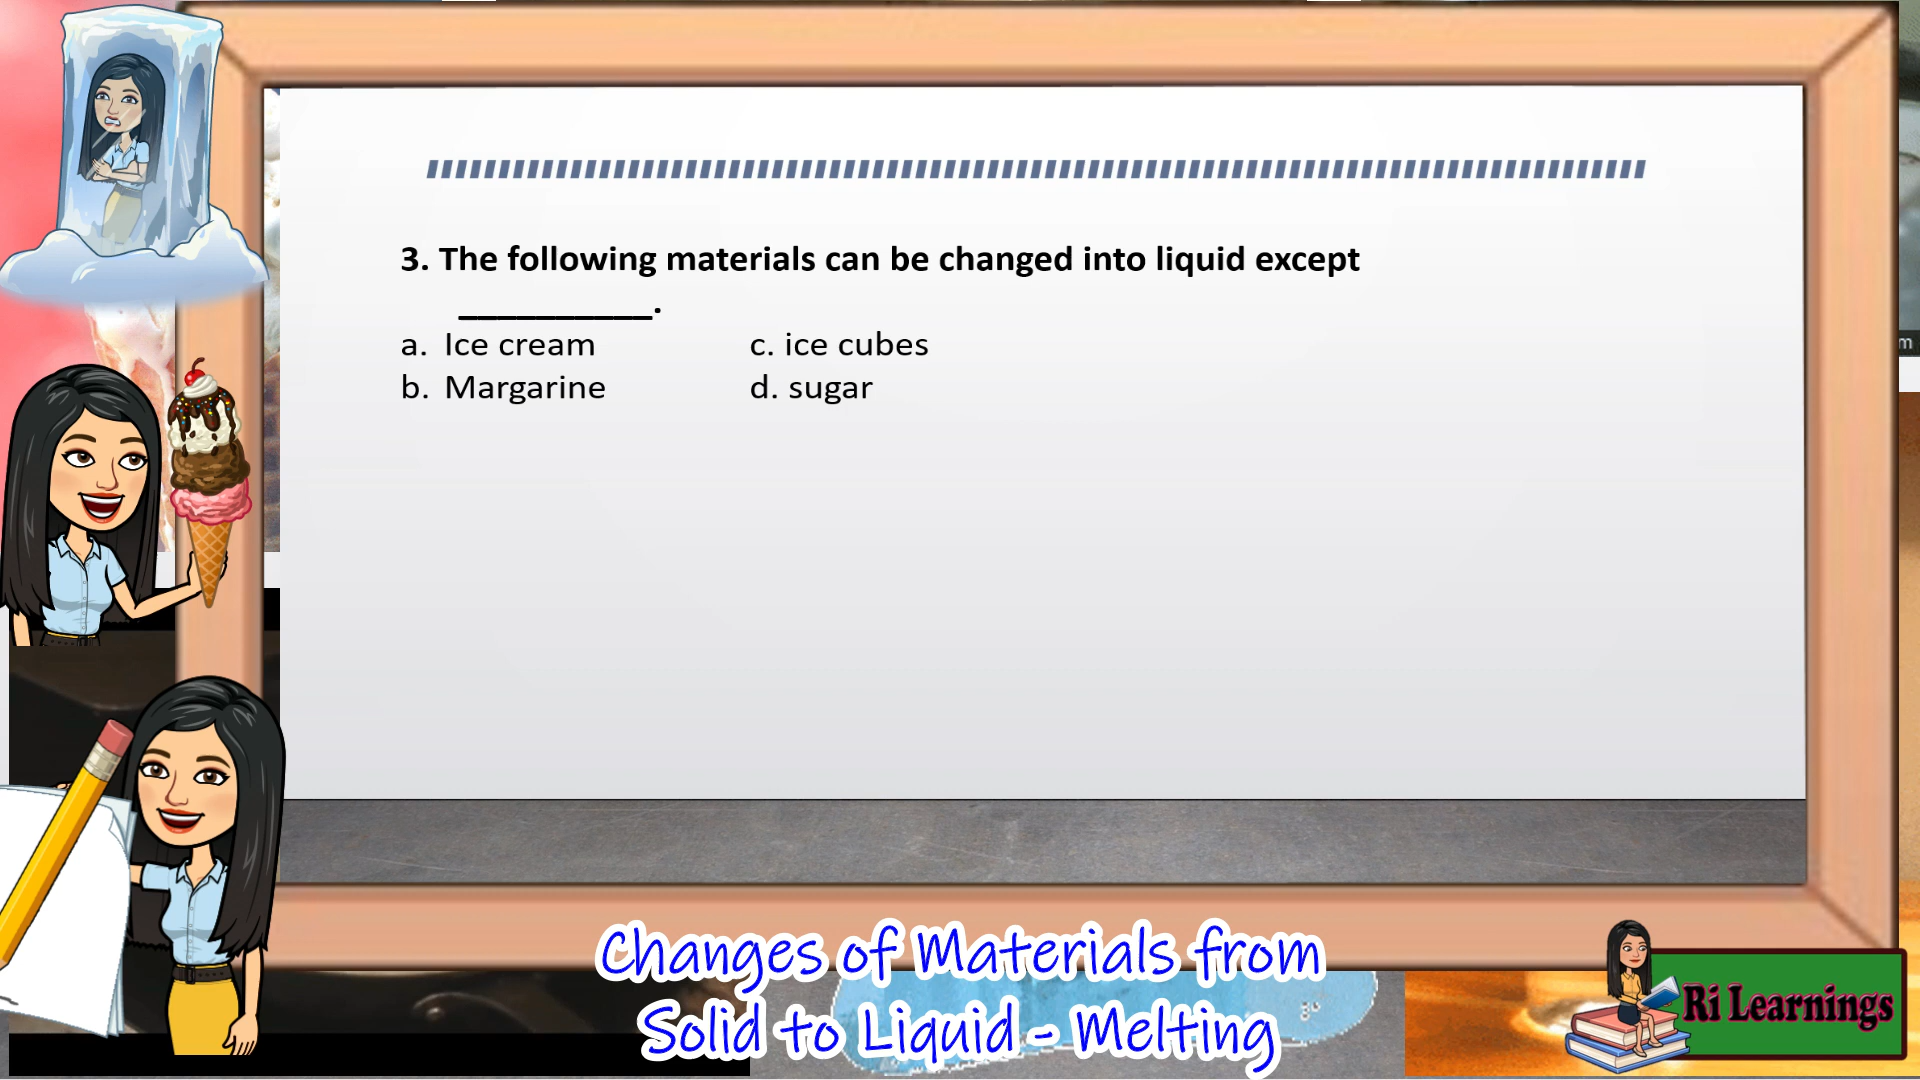 3. The following materials can be changed into liquid except
__________.
a. Ice cream c. ice cubes
b. Margarine d. sugar
m
Changes of Materials from
Solid to Liquid - Melting
Ri Learnings